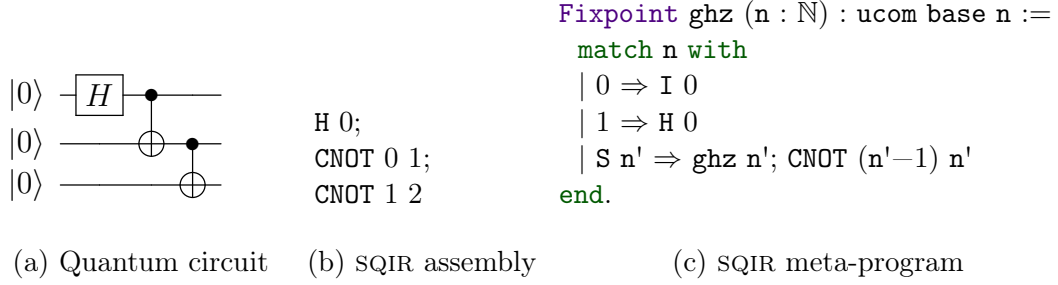 |0⟩ H
|0⟩
|0⟩
(a) Quantum circuit
H 0;
CNOT 0 1;
CNOT 1 2
(b) SQIR assembly
Fixpoint ghz (n : ℕ) : ucom base n :=
match n with
| 0 ⇒ I 0
| 1 ⇒ H 0
| S n' ⇒ ghz n'; CNOT (n'−1) n'
end.
(c) SQIR meta-program